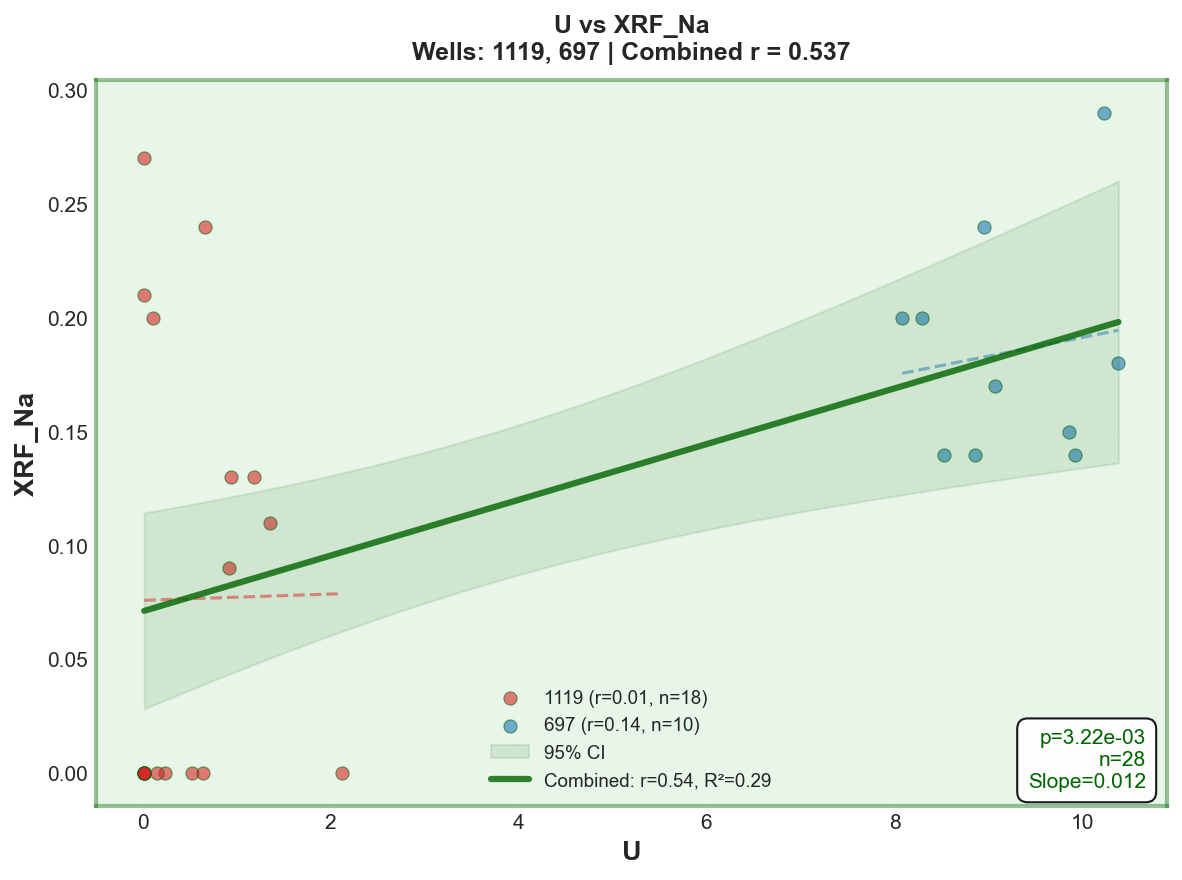 U vs XRF_Na
Wells: 1119, 697 | Combined r = 0.537
XRF_Na
0.30
0.25
0.20
0.15
0.10
0.05
0.00
1119 (r=0.01, n=18)
697 (r=0.14, n=10)
95% CI
Combined: r=0.54, R²=0.29
p=3.22e-03
n=28
Slope=0.012
0 2 4 6 8 10
U